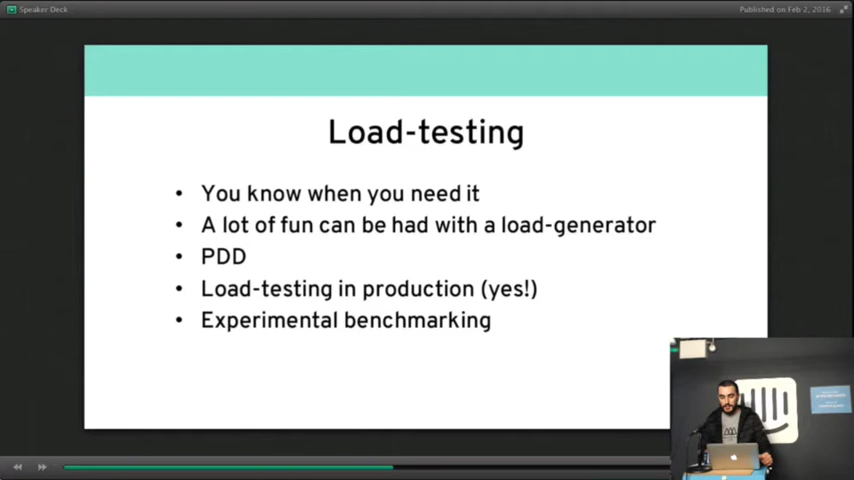 Speaker Deck
Published on Feb 2, 2016
Load-testing
• You know when you need it
• A lot of fun can be had with a load-generator
• PDD
• Load-testing in production (yes!)
• Experimental benchmarking